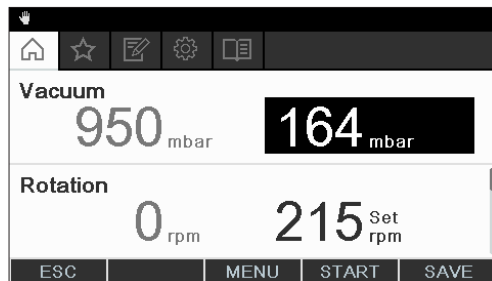 Vacuum
950 mbar 164 mbar
Rotation
0 rpm 215 Set rpm
ESC MENU START SAVE